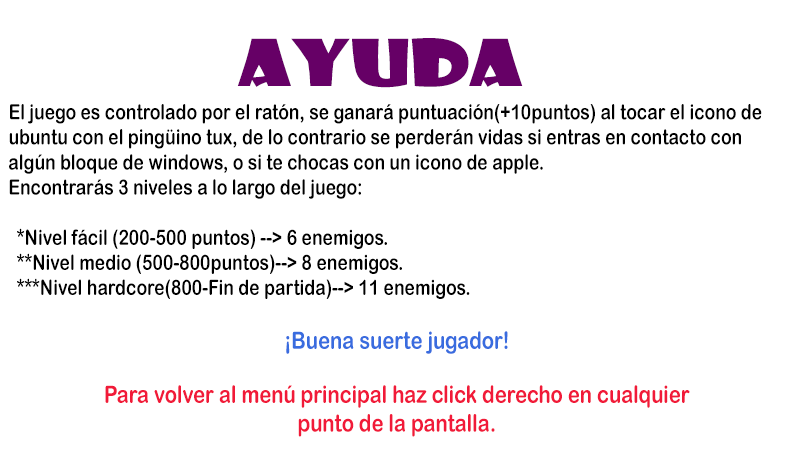 AYUDA
El juego es controlado por el ratón, se ganará puntuación(+10puntos) al tocar el icono de
ubuntu con el pingüino tux, de lo contrario se perderán vidas si entras en contacto con
algún bloque de windows, o si te chocas con un icono de apple.
Encontrarás 3 niveles a lo largo del juego:
*Nivel fácil (200-500 puntos) --> 6 enemigos.
**Nivel medio (500-800puntos)--> 8 enemigos.
***Nivel hardcore(800-Fin de partida)--> 11 enemigos.
¡Buena suerte jugador!
Para volver al menú principal haz click derecho en cualquier
punto de la pantalla.